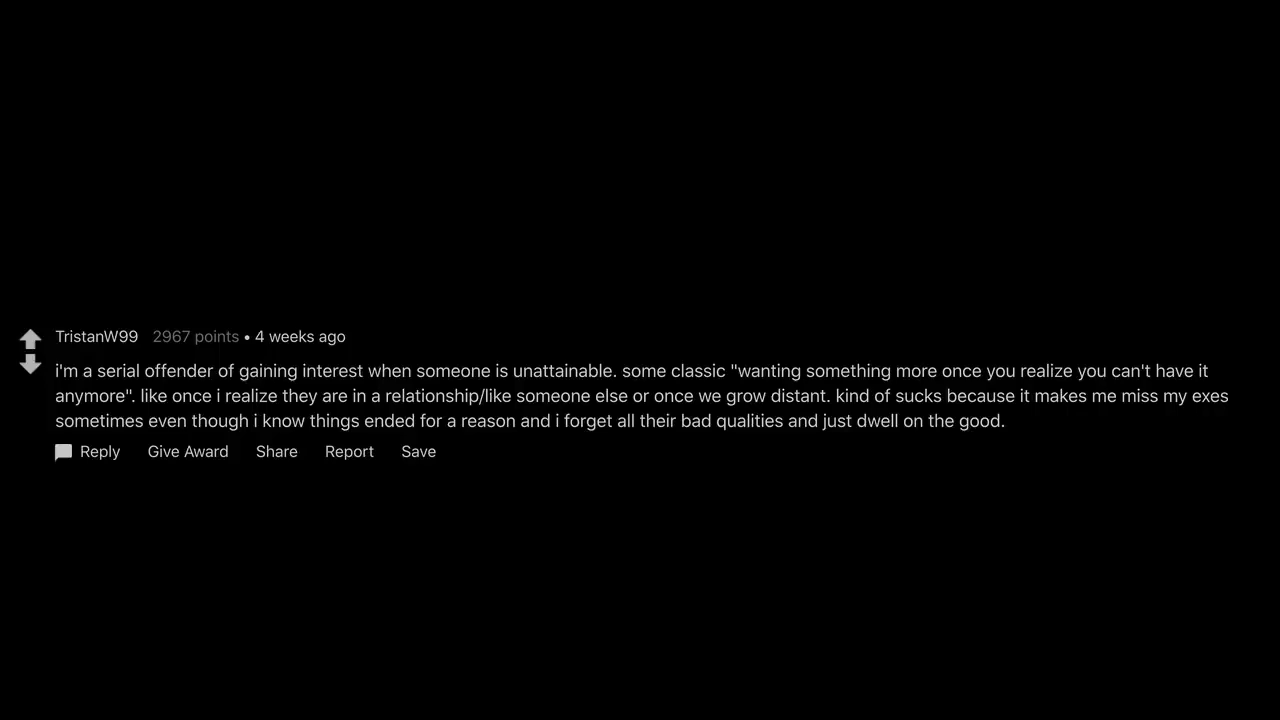 TristanW99 2967 points • 4 weeks ago
i'm a serial offender of gaining interest when someone is unattainable. some classic "wanting something more once you realize you can't have it
anymore". like once i realize they are in a relationship/like someone else or once we grow distant. kind of sucks because it makes me miss my exes
sometimes even though i know things ended for a reason and i forget all their bad qualities and just dwell on the good.
Reply Give Award Share Report Save